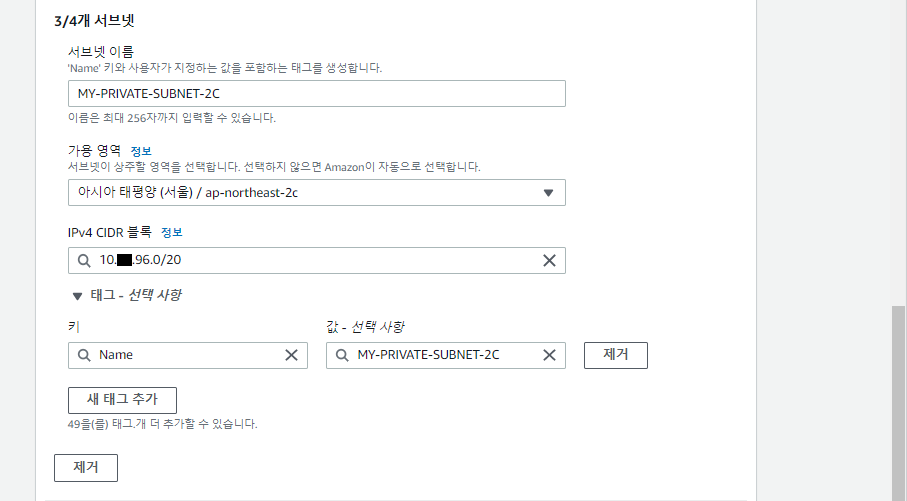 3/4개 서브넷
서브넷 이름
'Name' 키와 사용자가 지정하는 값을 포함하는 태그를 생성합니다.
MY-PRIVATE-SUBNET-2C
이름은 최대 256자까지 입력할 수 있습니다.
가용 영역 정보
서브넷이 상주할 영역을 선택합니다. 선택하지 않으면 Amazon이 자동으로 선택합니다.
아시아 태평양 (서울) / ap-northeast-2c
IPv4 CIDR 블록 정보
10. .96.0/20
태그 - 선택 사항
키 값 - 선택 사항
Name MY-PRIVATE-SUBNET-2C 제거
새 태그 추가
49을(를) 태그.개 더 추가할 수 있습니다.
제거